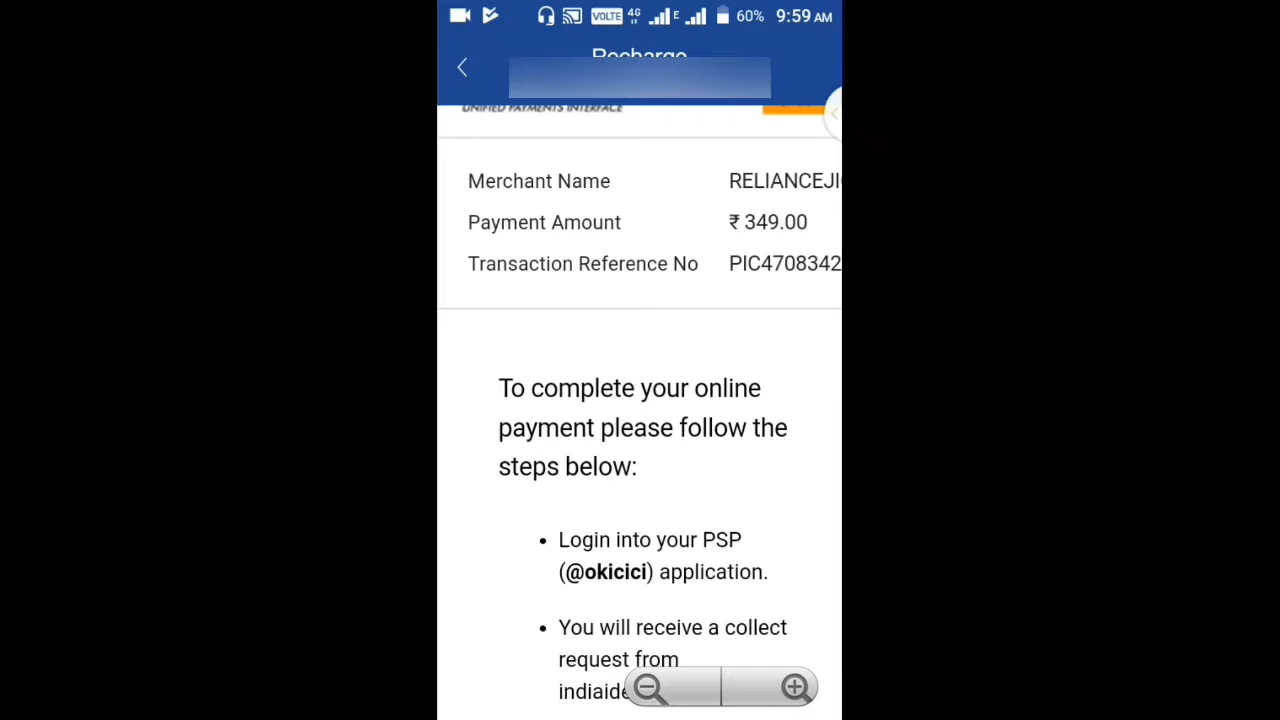 VOLTE 4G E 60% 9:59 AM
Recharge
UNIFIED PAYMENTS INTERFACE
Merchant Name RELIANCEJI
Payment Amount ₹ 349.00
Transaction Reference No PIC4708342
To complete your online
payment please follow the
steps below:
• Login into your PSP
(@okicici) application.
• You will receive a collect
request from